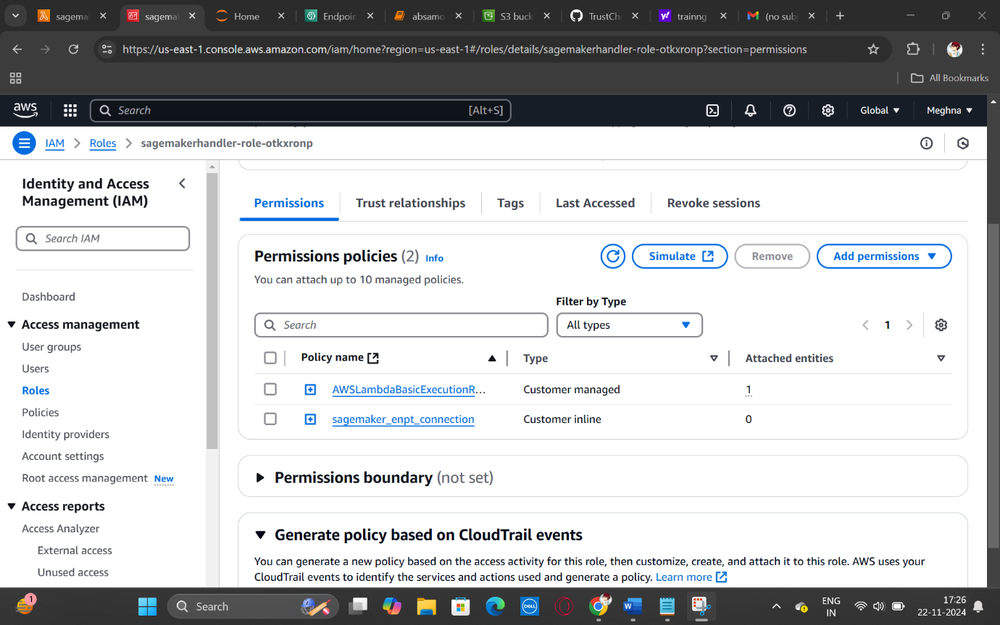 sagemal
sagemal
Home
Endpoin
absamo
S3 buck
TrustCh
trainng
(no subj
https://us-east-1.console.aws.amazon.com/iam/home?region=us-east-1#/roles/details/sagemakerhandler-role-otkxronp?section=permissions
All Bookmarks
aws
Search
[Alt+S]
Global
Meghna
IAM
Roles
sagemakerhandler-role-otkxronp
Identity and Access
Management (IAM)
Search IAM
Dashboard
Access management
User groups
Users
Roles
Policies
Identity providers
Account settings
Root access management New
Access reports
Access Analyzer
External access
Unused access
Permissions
Trust relationships
Tags
Last Accessed
Revoke sessions
Permissions policies (2) Info
Simulate
Remove
Add permissions
You can attach up to 10 managed policies.
Filter by Type
Search
All types
1
Policy name
Type
Attached entities
AWSLambdaBasicExecutionR...
Customer managed
1
sagemaker_enpt_connection
Customer inline
0
Permissions boundary (not set)
Generate policy based on CloudTrail events
You can generate a new policy based on the access activity for this role, then customize, create, and attach it to this role. AWS uses your
CloudTrail events to identify the services and actions used and generate a policy. Learn more
1
Search
DELL
W
ENG
IN
17:26
22-11-2024